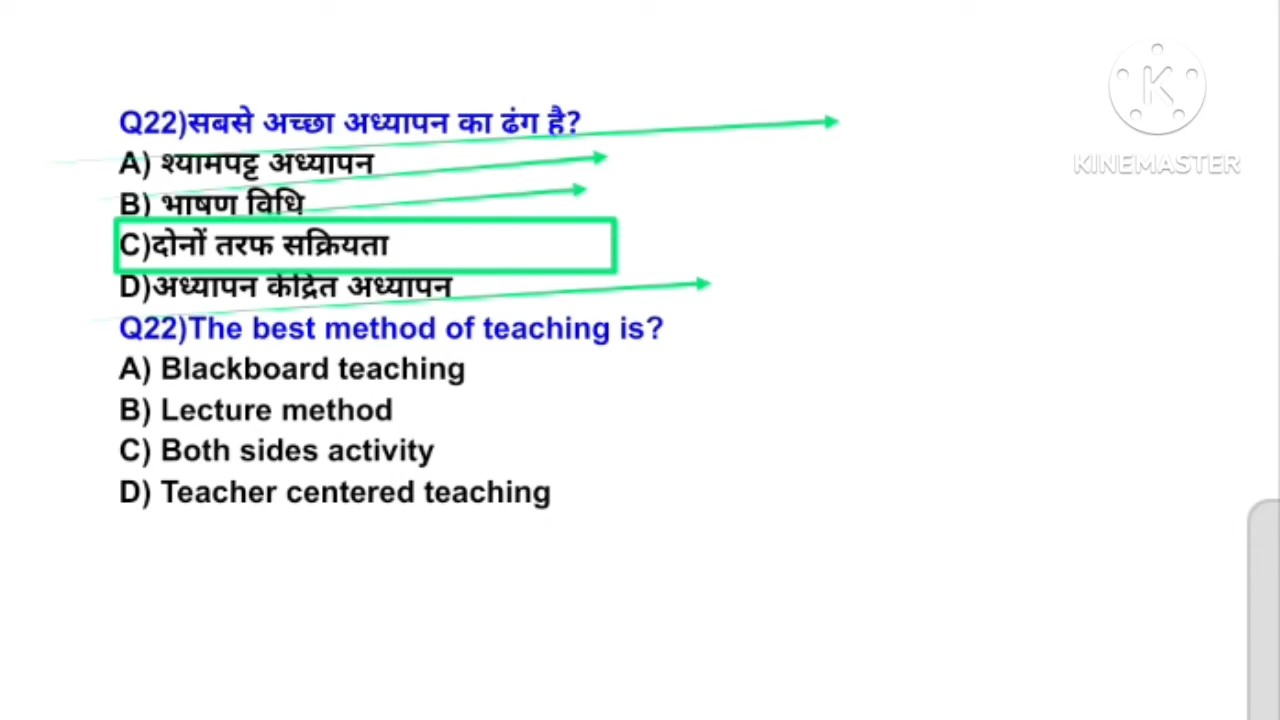 Q22)सबसे अच्छा अध्यापन का ढंग है?
A) श्यामपट्ट अध्यापन
B) भाषण विधि
C)दोनों तरफ सक्रियता
D)अध्यापन केंद्रित अध्यापन
Q22)The best method of teaching is?
A) Blackboard teaching
B) Lecture method
C) Both sides activity
D) Teacher centered teaching
K
KINEMASTER